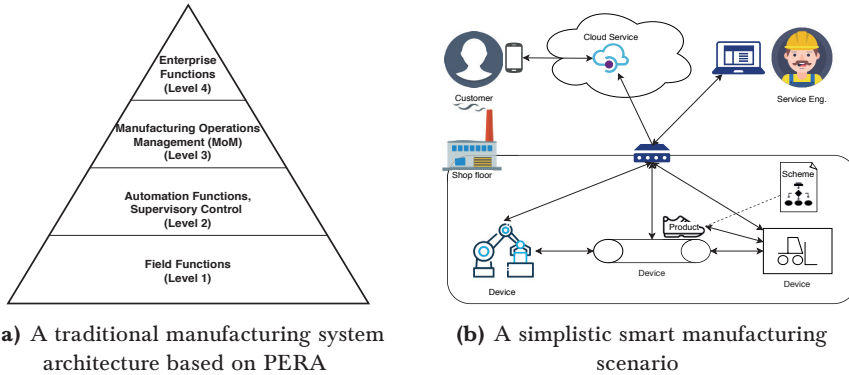 Enterprise
Functions
(Level 4)
Manufacturing Operations
Management (MoM)
(Level 3)
Automation Functions,
Supervisory Control
(Level 2)
Field Functions
(Level 1)
a) A traditional manufacturing system
architecture based on PERA
Cloud Service
Customer
Service Eng.
Shop floor
Scheme
Product
Device
Device
Device
(b) A simplistic smart manufacturing
scenario